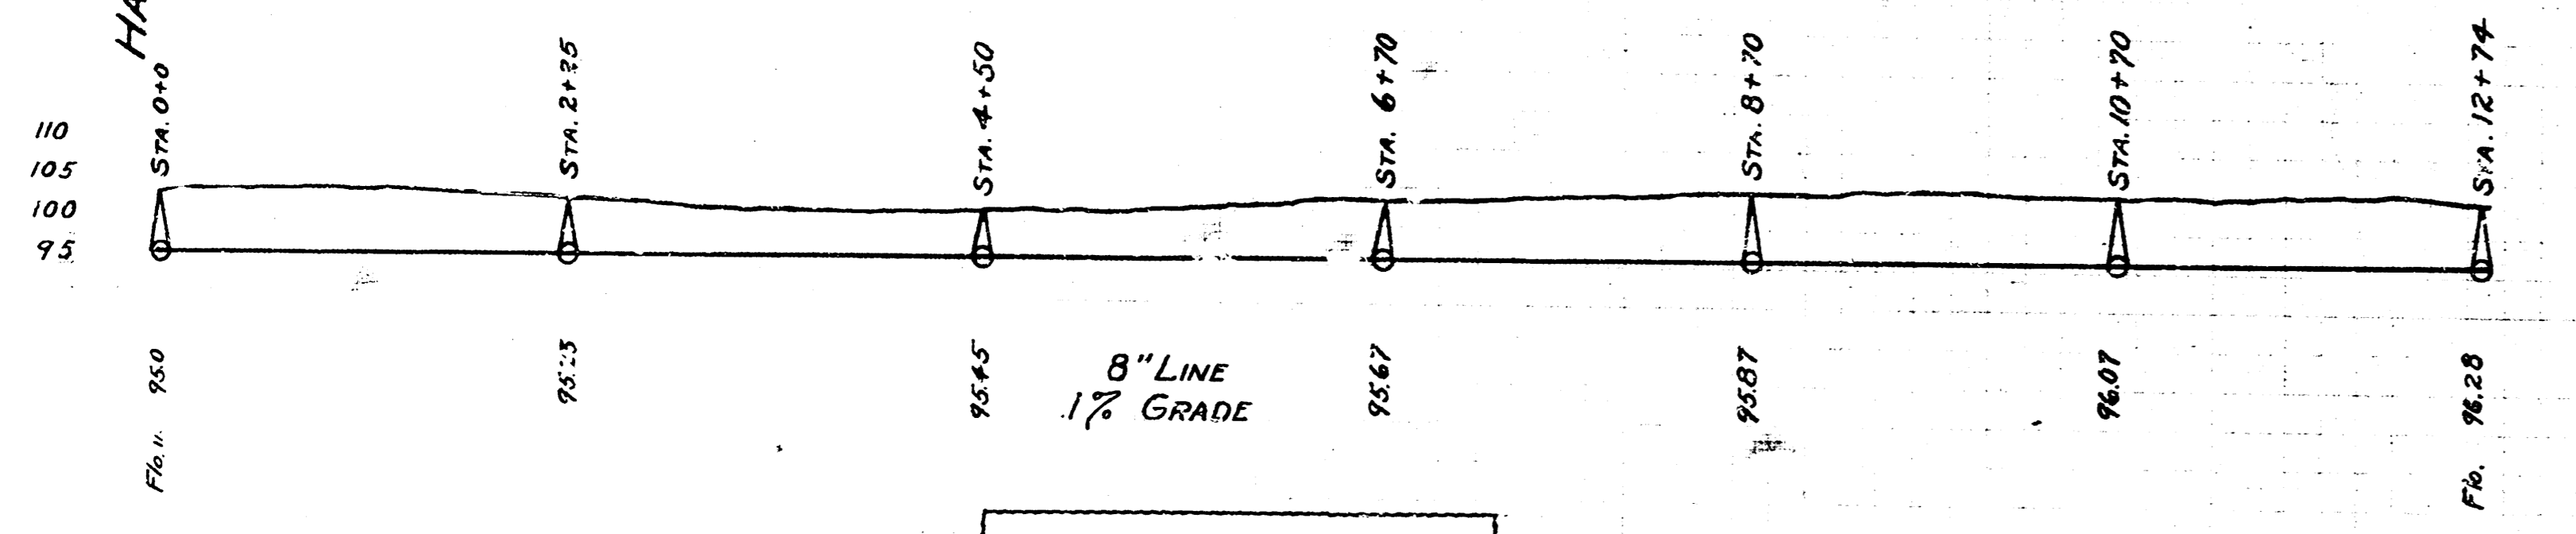 HA
STA. 0+0
STA. 2+25
STA. 4+50
STA. 6+70
STA. 8+70
STA. 10+70
STA. 12+74
110
105
100
95
Flo. 95.0
95.23
95.45
95.67
95.87
96.07
Flo. 96.28
8" LINE
.1% GRADE